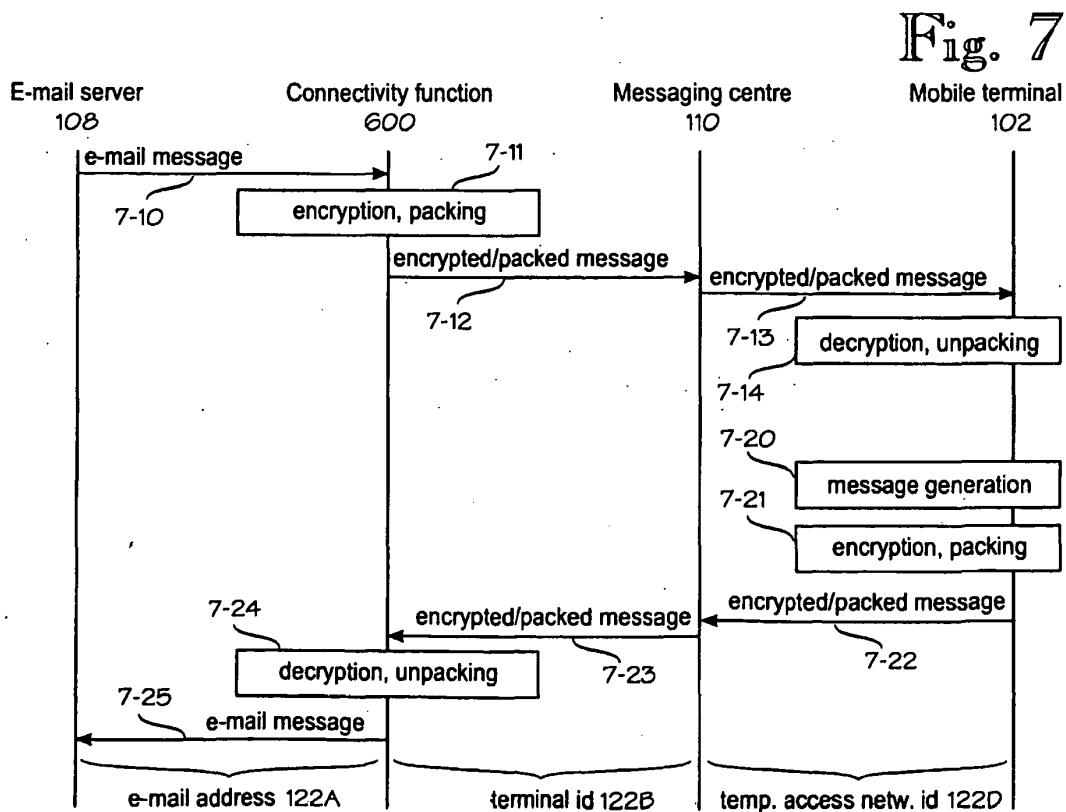 Fig. 7
E-mail server Connectivity function Messaging centre Mobile terminal
108 600 110 102
e-mail message
7-10
7-11
encryption, packing
encrypted/packed message
7-12
encrypted/packed message
7-13
decryption, unpacking
7-14
7-20
message generation
7-21
encryption, packing
encrypted/packed message
7-22
encrypted/packed message
7-23
7-24
decryption, unpacking
7-25
e-mail message
e-mail address 122A terminal id 122B temp. access netw. id 122D